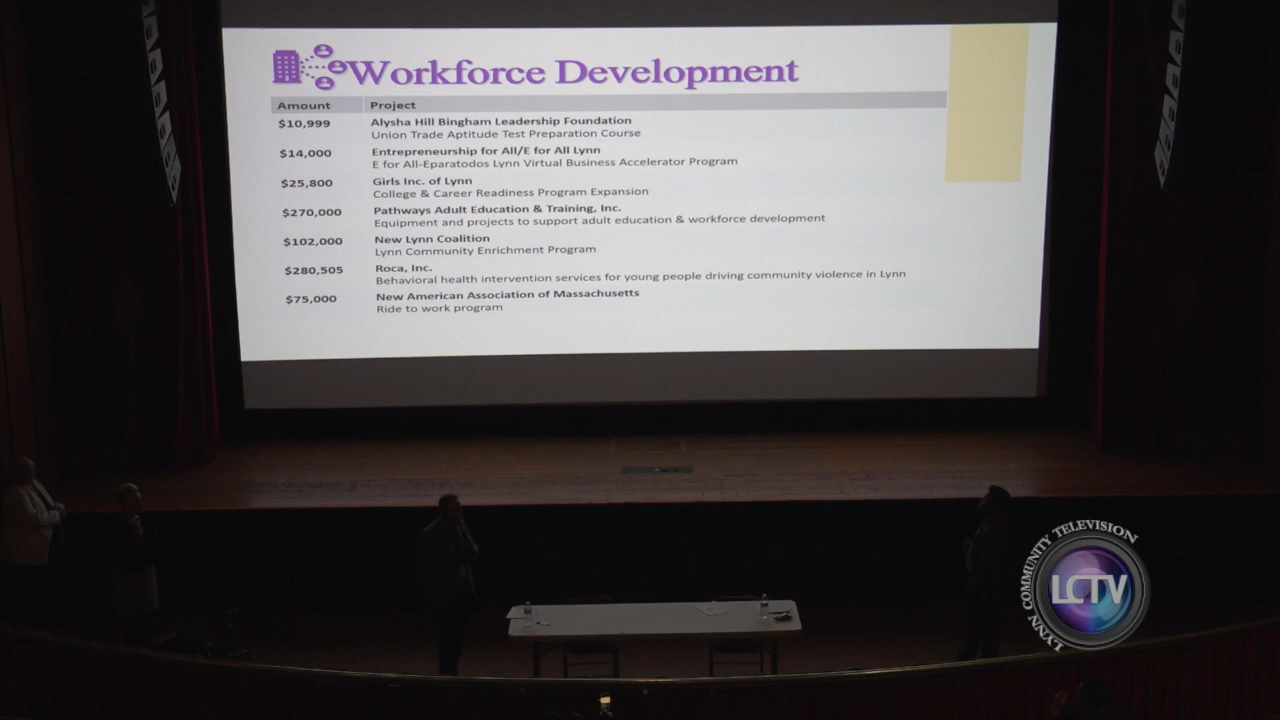 Workforce Development
Amount Project
$10,999 Alysha Hill Bingham Leadership Foundation
Union Trade Aptitude Test Preparation Course
$14,000 Entrepreneurship for All/E for All Lynn
E for All-Eparatodos Lynn Virtual Business Accelerator Program
$25,800 Girls Inc. of Lynn
College & Career Readiness Program Expansion
$270,000 Pathways Adult Education & Training, Inc.
Equipment and projects to support adult education & workforce development
$102,000 New Lynn Coalition
Lynn Community Enrichment Program
$280,505 Roca, Inc.
Behavioral health intervention services for young people driving community violence in Lynn
$75,000 New American Association of Massachusetts
Ride to work program
LYNN COMMUNITY TELEVISION
LCTV